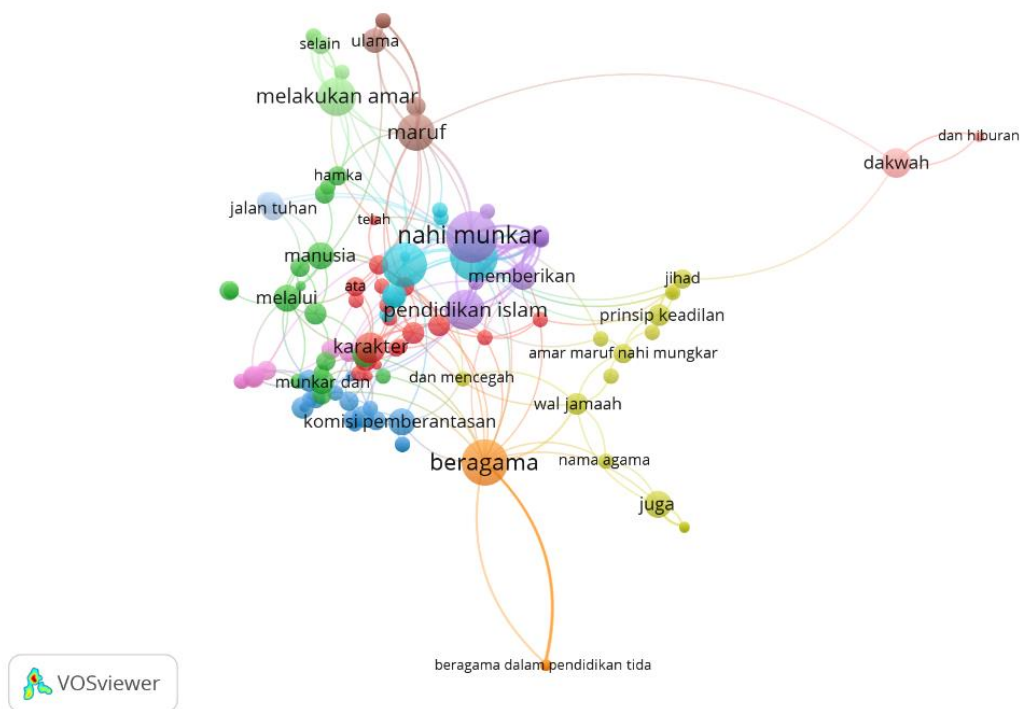 selain
ulama
melakukan amar
maruf
dan hiburan
dakwah
hamka
jalan tuhan
telah
nahi munkar
manusia
memberikan
jihad
ata
melalui
pendidikan islam
prinsip keadilan
karakter
amar maruf nahi mungkar
dan mencegah
munkar dan
wal jamaah
komisi pemberantasan
beragama
nama agama
juga
beragama dalam pendidikan tida
VOSviewer